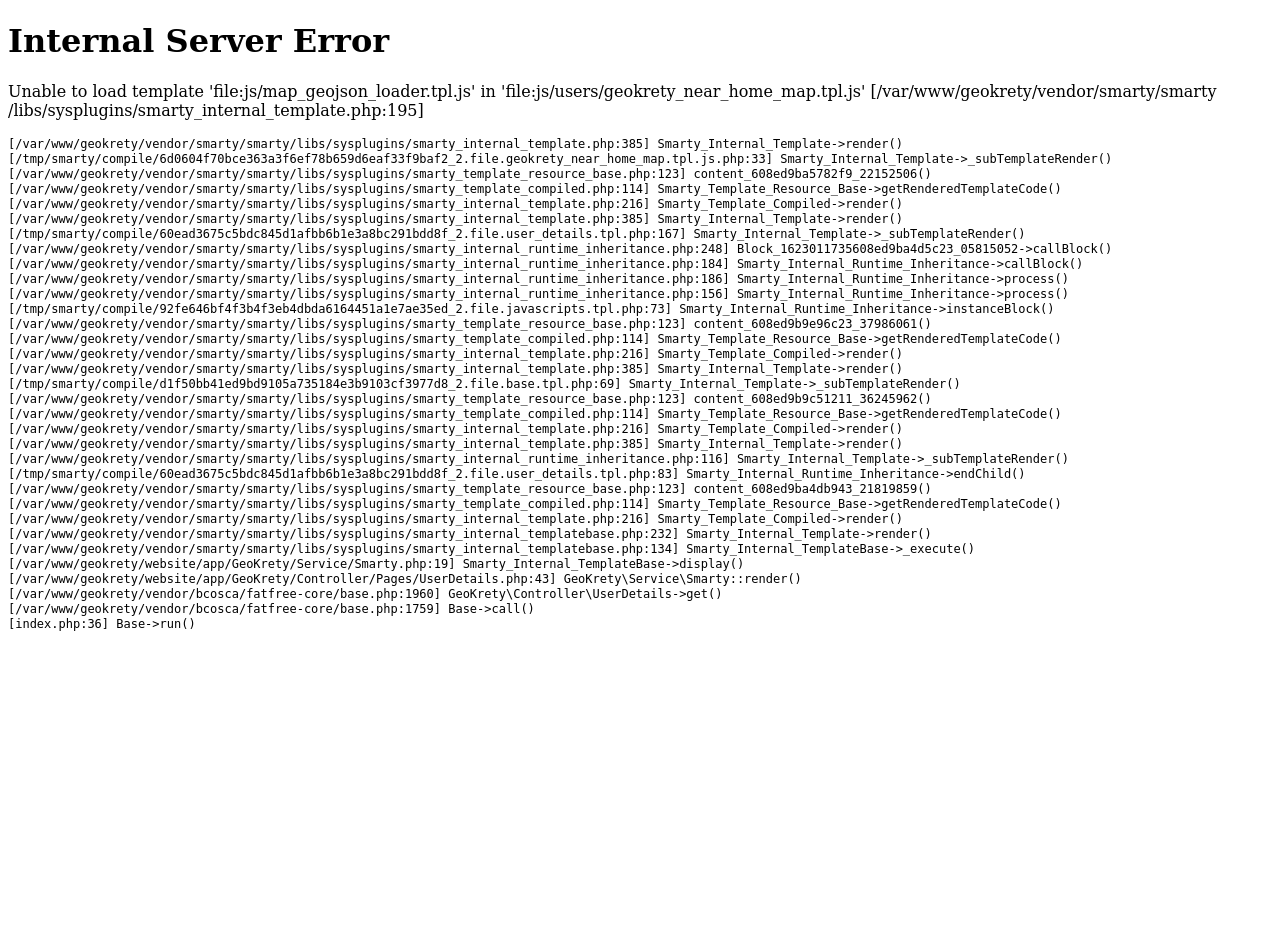 Internal Server Error
Unable to load template 'file:js/map_geojson_loader.tpl.js' in 'file:js/users/geokrety_near_home_map.tpl.js' [/var/www/geokrety/vendor/smarty/smarty
/libs/sysplugins/smarty_internal_template.php:195]
[/var/www/geokrety/vendor/smarty/smarty/libs/sysplugins/smarty_internal_template.php:385] Smarty_Internal_Template->render()
[/tmp/smarty/compile/6d0604f70bce363a3f6ef78b659d6eaf33f9baf2_2.file.geokrety_near_home_map.tpl.js.php:33] Smarty_Internal_Template->_subTemplateRender()
[/var/www/geokrety/vendor/smarty/smarty/libs/sysplugins/smarty_template_resource_base.php:123] content_608ed9ba5782f9_22152506()
[/var/www/geokrety/vendor/smarty/smarty/libs/sysplugins/smarty_template_compiled.php:114] Smarty_Template_Resource_Base->getRenderedTemplateCode()
[/var/www/geokrety/vendor/smarty/smarty/libs/sysplugins/smarty_internal_template.php:216] Smarty_Template_Compiled->render()
[/var/www/geokrety/vendor/smarty/smarty/libs/sysplugins/smarty_internal_template.php:385] Smarty_Internal_Template->render()
[/tmp/smarty/compile/60ead3675c5bdc845d1afbb6b1e3a8bc291bdd8f_2.file.user_details.tpl.php:167] Smarty_Internal_Template->_subTemplateRender()
[/var/www/geokrety/vendor/smarty/smarty/libs/sysplugins/smarty_internal_runtime_inheritance.php:248] Block_1623011735608ed9ba4d5c23_05815052->callBlock()
[/var/www/geokrety/vendor/smarty/smarty/libs/sysplugins/smarty_internal_runtime_inheritance.php:184] Smarty_Internal_Runtime_Inheritance->callBlock()
[/var/www/geokrety/vendor/smarty/smarty/libs/sysplugins/smarty_internal_runtime_inheritance.php:186] Smarty_Internal_Runtime_Inheritance->process()
[/var/www/geokrety/vendor/smarty/smarty/libs/sysplugins/smarty_internal_runtime_inheritance.php:156] Smarty_Internal_Runtime_Inheritance->process()
[/tmp/smarty/compile/92fe646bf4f3b4f3eb4dbda6164451a1e7ae35ed_2.file.javascripts.tpl.php:73] Smarty_Internal_Runtime_Inheritance->instanceBlock()
[/var/www/geokrety/vendor/smarty/smarty/libs/sysplugins/smarty_template_resource_base.php:123] content_608ed9b9e96c23_37986061()
[/var/www/geokrety/vendor/smarty/smarty/libs/sysplugins/smarty_template_compiled.php:114] Smarty_Template_Resource_Base->getRenderedTemplateCode()
[/var/www/geokrety/vendor/smarty/smarty/libs/sysplugins/smarty_internal_template.php:216] Smarty_Template_Compiled->render()
[/var/www/geokrety/vendor/smarty/smarty/libs/sysplugins/smarty_internal_template.php:385] Smarty_Internal_Template->render()
[/tmp/smarty/compile/d1f50bb41ed9bd9105a735184e3b9103cf3977d8_2.file.base.tpl.php:69] Smarty_Internal_Template->_subTemplateRender()
[/var/www/geokrety/vendor/smarty/smarty/libs/sysplugins/smarty_template_resource_base.php:123] content_608ed9b9c51211_36245962()
[/var/www/geokrety/vendor/smarty/smarty/libs/sysplugins/smarty_template_compiled.php:114] Smarty_Template_Resource_Base->getRenderedTemplateCode()
[/var/www/geokrety/vendor/smarty/smarty/libs/sysplugins/smarty_internal_template.php:216] Smarty_Template_Compiled->render()
[/var/www/geokrety/vendor/smarty/smarty/libs/sysplugins/smarty_internal_template.php:385] Smarty_Internal_Template->render()
[/var/www/geokrety/vendor/smarty/smarty/libs/sysplugins/smarty_internal_runtime_inheritance.php:116] Smarty_Internal_Template->_subTemplateRender()
[/tmp/smarty/compile/60ead3675c5bdc845d1afbb6b1e3a8bc291bdd8f_2.file.user_details.tpl.php:83] Smarty_Internal_Runtime_Inheritance->endChild()
[/var/www/geokrety/vendor/smarty/smarty/libs/sysplugins/smarty_template_resource_base.php:123] content_608ed9ba4db943_21819859()
[/var/www/geokrety/vendor/smarty/smarty/libs/sysplugins/smarty_template_compiled.php:114] Smarty_Template_Resource_Base->getRenderedTemplateCode()
[/var/www/geokrety/vendor/smarty/smarty/libs/sysplugins/smarty_internal_template.php:216] Smarty_Template_Compiled->render()
[/var/www/geokrety/vendor/smarty/smarty/libs/sysplugins/smarty_internal_templatebase.php:232] Smarty_Internal_Template->render()
[/var/www/geokrety/vendor/smarty/smarty/libs/sysplugins/smarty_internal_templatebase.php:134] Smarty_Internal_TemplateBase->_execute()
[/var/www/geokrety/website/app/GeoKrety/Service/Smarty.php:19] Smarty_Internal_TemplateBase->display()
[/var/www/geokrety/website/app/GeoKrety/Controller/Pages/UserDetails.php:43] GeoKrety\Service\Smarty::render()
[/var/www/geokrety/vendor/bcosca/fatfree-core/base.php:1960] GeoKrety\Controller\UserDetails->get()
[/var/www/geokrety/vendor/bcosca/fatfree-core/base.php:1759] Base->call()
[index.php:36] Base->run()